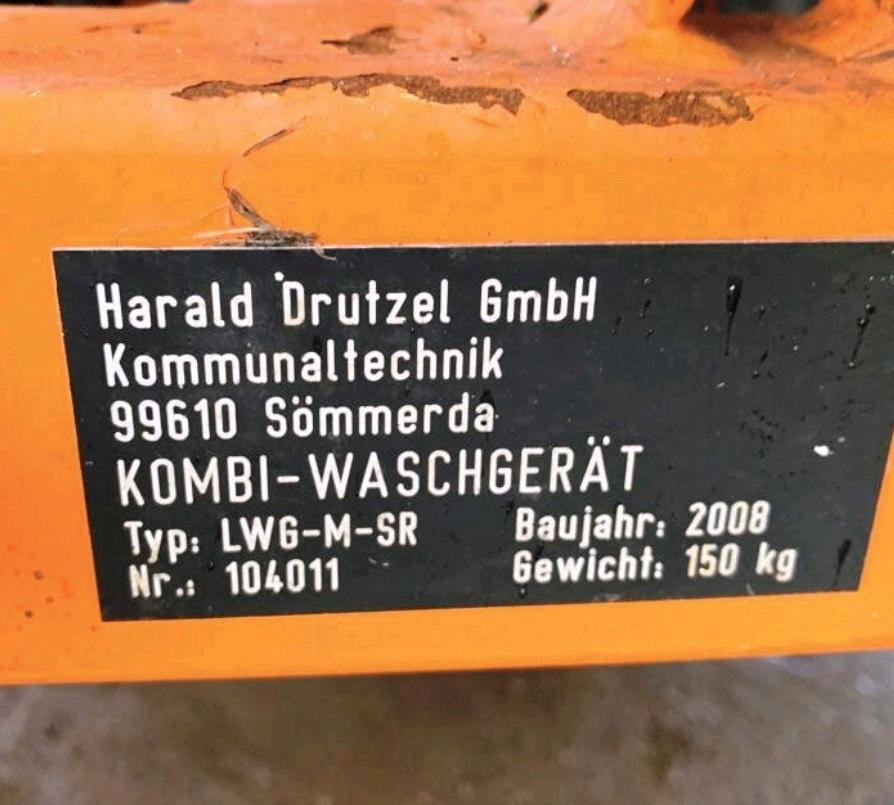 Harald Drutzel GmbH
Kommunaltechnik
99610 Sömmerda
KOMBI-WASCHGERÄT
Typ: LWG-M-SR Baujahr: 2008
Nr.: 104011 Gewicht: 150 kg